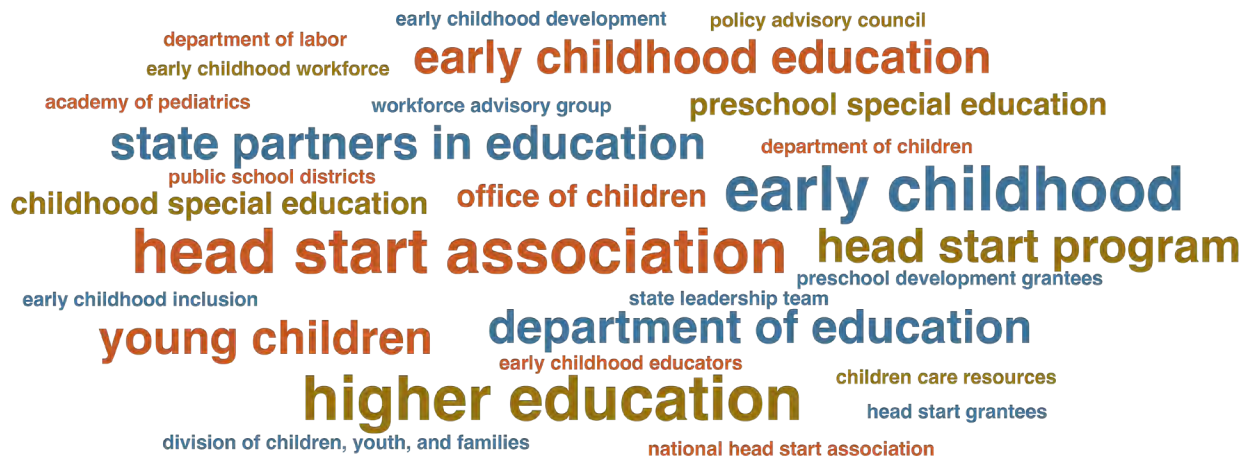 early childhood development
policy advisory council
department of labor
early childhood education
early childhood workforce
academy of pediatrics
workforce advisory group
preschool special education
state partners in education
department of children
public school districts
office of children
early childhood
childhood special education
head start association
head start program
preschool development grantees
early childhood inclusion
state leadership team
young children
department of education
early childhood educators
children care resources
higher education
head start grantees
division of children, youth, and families
national head start association